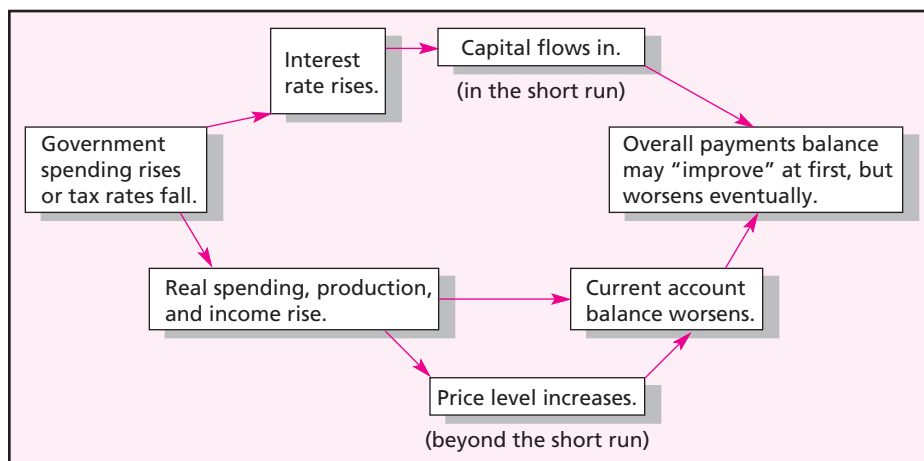 Interest
rate rises.
Capital flows in.
(in the short run)
Government
spending rises
or tax rates fall.
Overall payments balance
may “improve” at first, but
worsens eventually.
Real spending, production,
and income rise.
Current account
balance worsens.
Price level increases.
(beyond the short run)